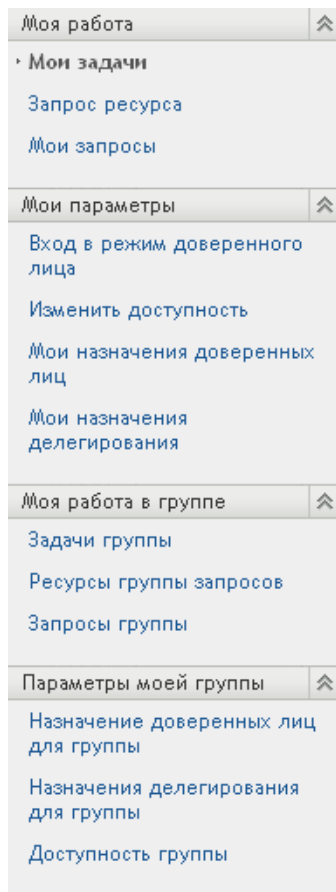 Моя работа
Мои задачи
Запрос ресурса
Мои запросы
Мои параметры
Вход в режим доверенного
лица
Изменить доступность
Мои назначения доверенных
лиц
Мои назначения
делегирования
Моя работа в группе
Задачи группы
Ресурсы группы запросов
Запросы группы
Параметры моей группы
Назначение доверенных лиц
для группы
Назначения делегирования
для группы
Доступность группы